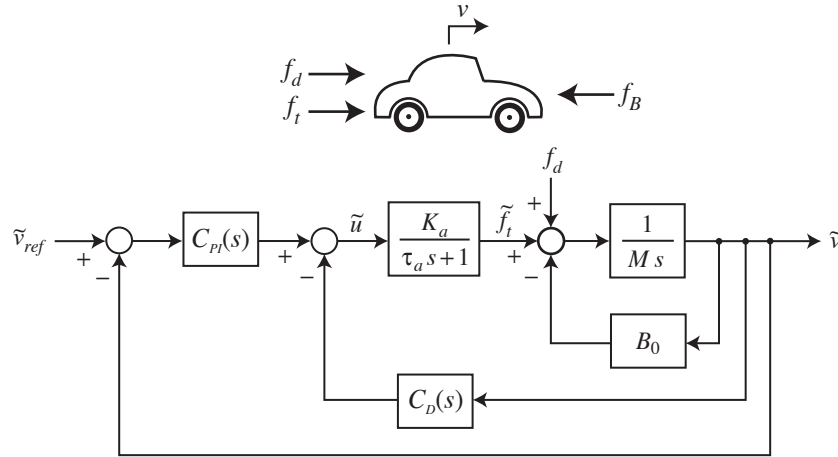 v
f_d
f_t
f_B
f_d
+
ṽ_ref
+
−
C_PI(s)
+
−
ũ
K_a
τ_a s + 1
f̃_t
+
−
1
M s
ṽ
B_0
C_D(s)